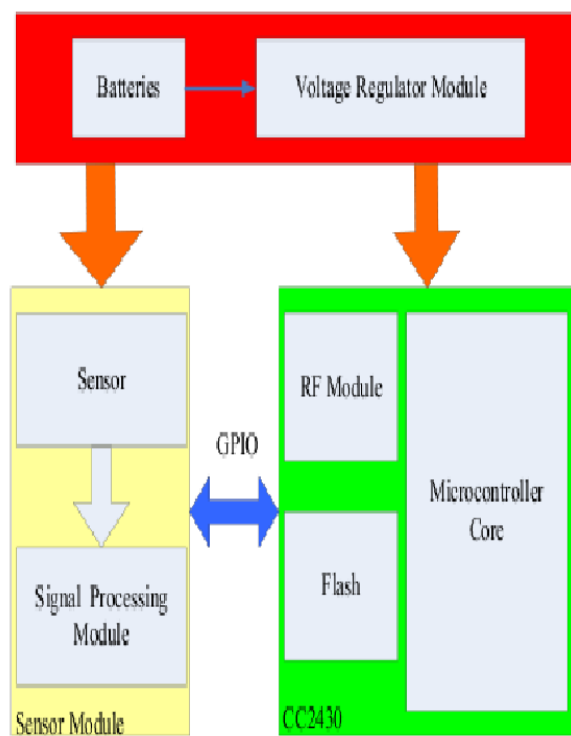 Batteries
Voltage Regulator Module
Sensor
Signal Processing
Module
Sensor Module
GPIO
RF Module
Flash
Microcontroller
Core
CC2430